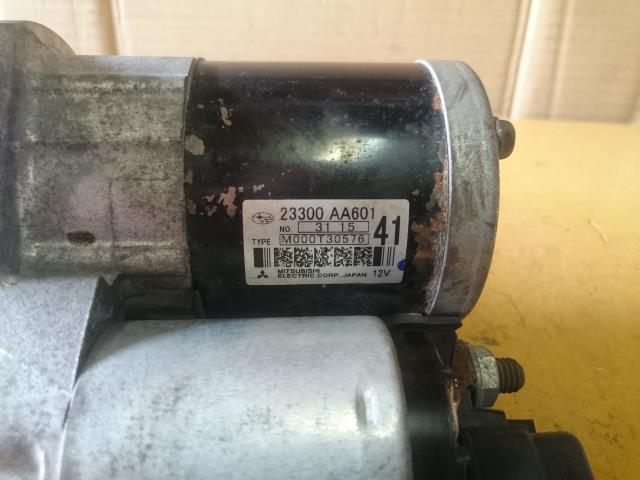 23300 AA601
NO. 31 15
TYPE M000T30576 41
MITSUBISHI
ELECTRIC CORP. JAPAN 12V